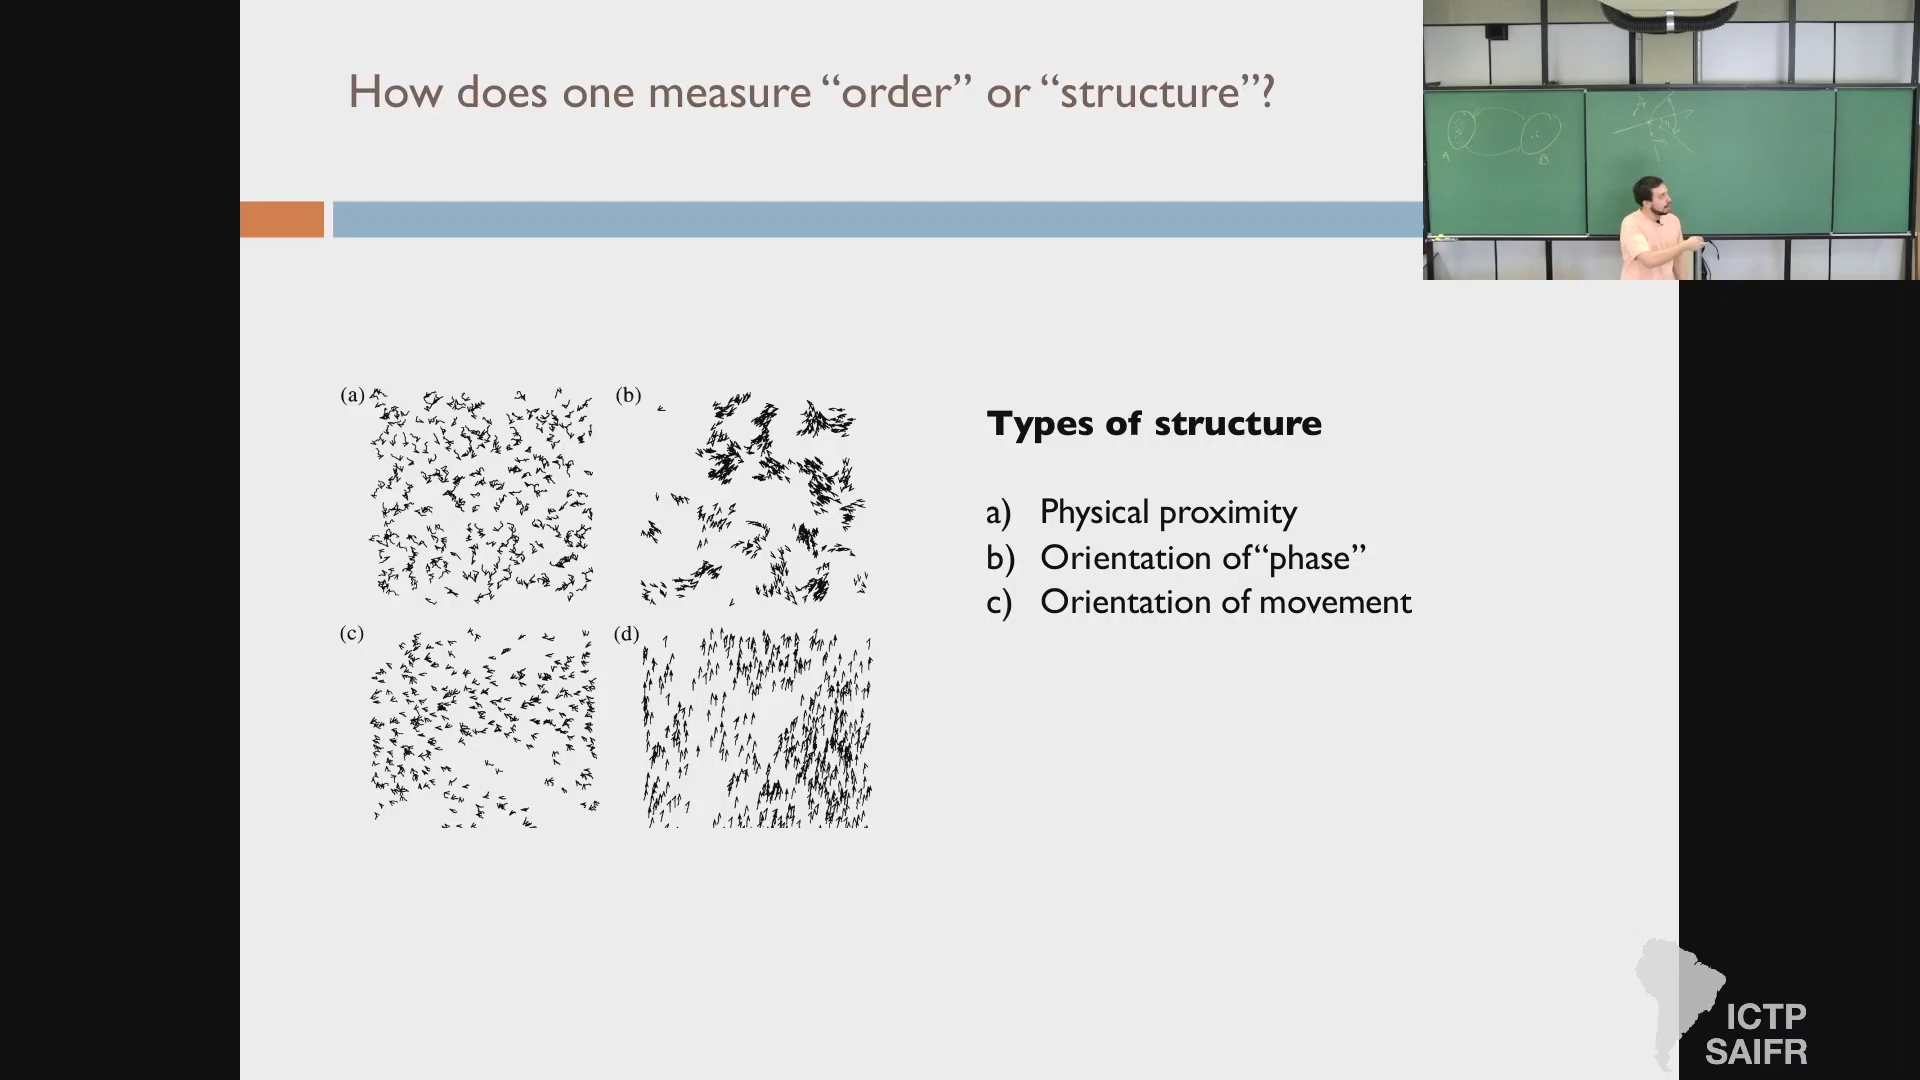 How does one measure “order” or “structure”?
(a)
(b)
(c)
(d)
Types of structure
a) Physical proximity
b) Orientation of “phase”
c) Orientation of movement
A
B
ICTP
SAIFR